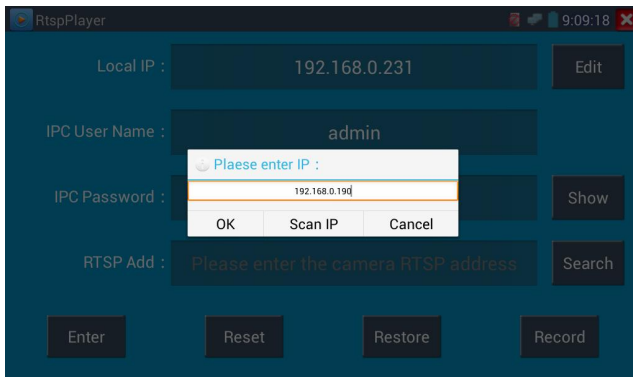 RtspPlayer 9:09:18
Local IP : 192.168.0.231 Edit
IPC User Name : admin
Plaese enter IP :
192.168.0.190
IPC Password : Show
OK Scan IP Cancel
RTSP Add : Please enter the camera RTSP address Search
Enter Reset Restore Record